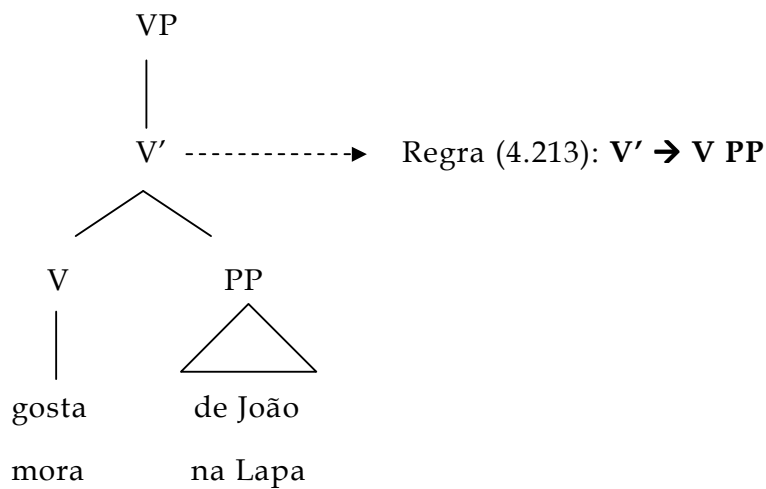 VP
V’ Regra (4.213): V’ → V PP
V PP
gosta de João
mora na Lapa